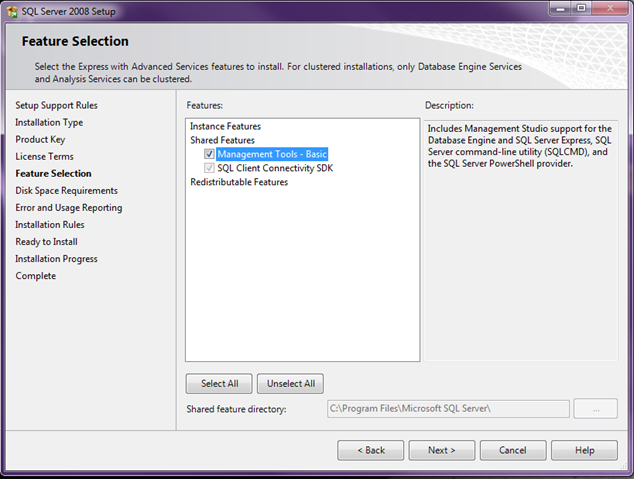 SQL Server 2008 Setup
Feature Selection
Select the Express with Advanced Services features to install. For clustered installations, only Database Engine Services
and Analysis Services can be clustered.
Setup Support Rules
Installation Type
Product Key
License Terms
Feature Selection
Disk Space Requirements
Error and Usage Reporting
Installation Rules
Ready to Install
Installation Progress
Complete
Features:
Instance Features
Shared Features
Management Tools - Basic
SQL Client Connectivity SDK
Redistributable Features
Description:
Includes Management Studio support for the
Database Engine and SQL Server Express, SQL
Server command-line utility (SQLCMD), and
the SQL Server PowerShell provider.
Select All
Unselect All
Shared feature directory:
C:\Program Files\Microsoft SQL Server\
...
< Back
Next >
Cancel
Help